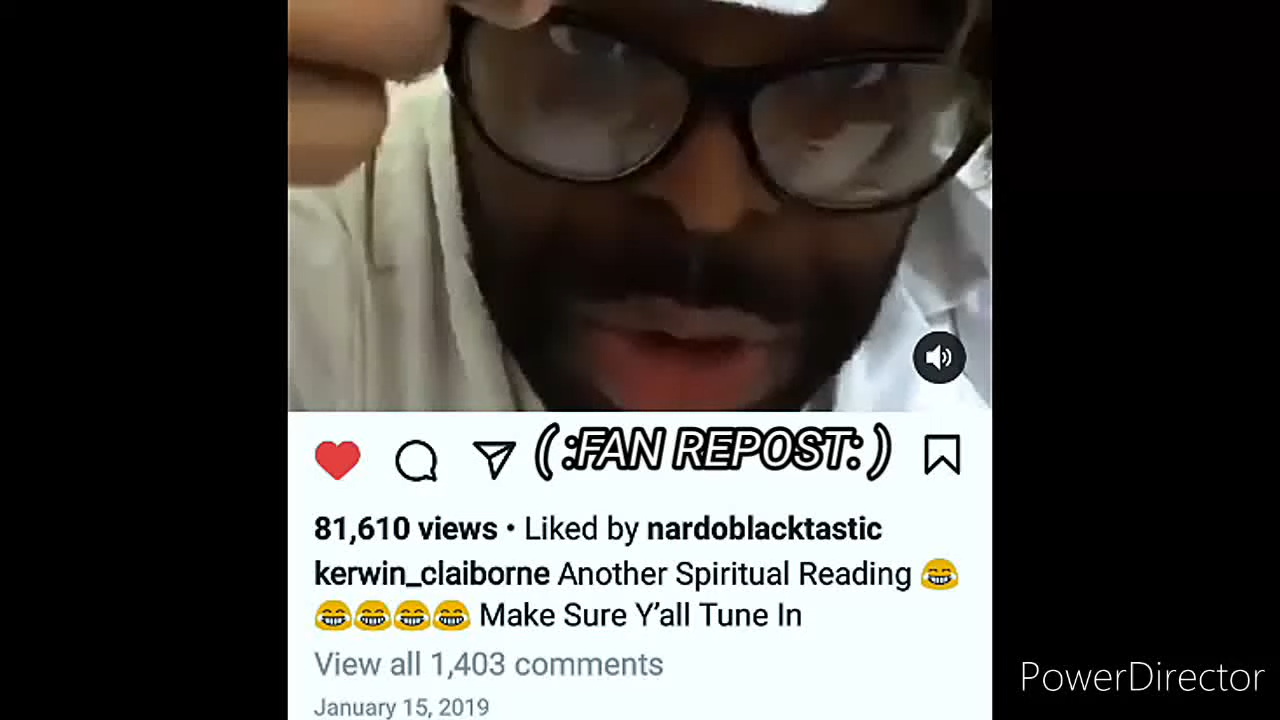 ( :FAN REPOST: )
81,610 views • Liked by nardoblacktastic
kerwin_claiborne Another Spiritual Reading 😂
😂😂😂😂 Make Sure Y’all Tune In
View all 1,403 comments
January 15, 2019
PowerDirector